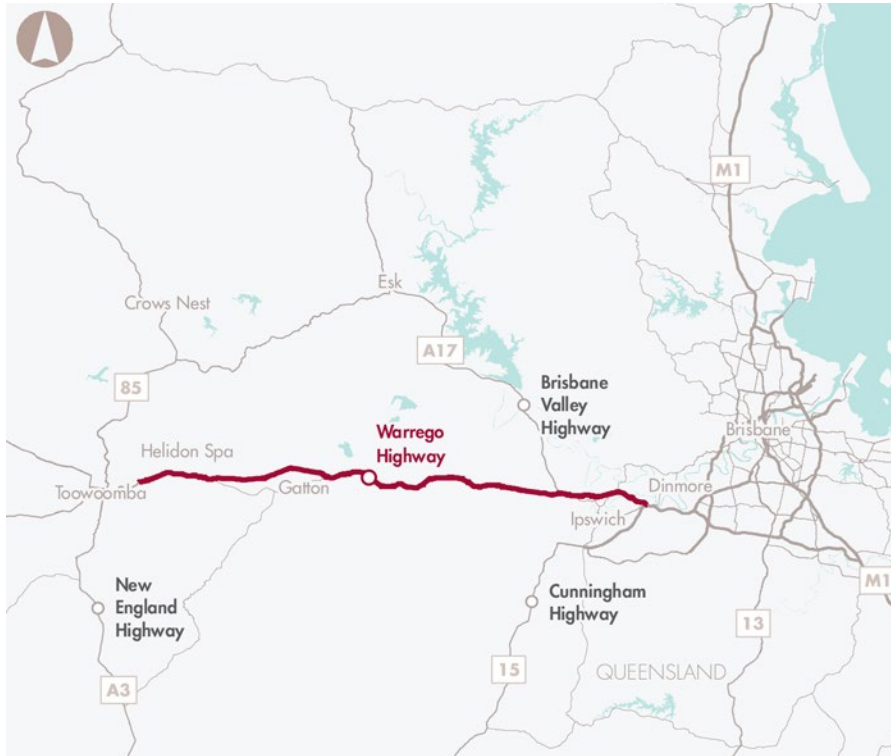 M1
Esk
Crows Nest
A17
85
Brisbane
Valley
Highway
Warrego
Highway
Brisbane
Helidon Spa
Toowoomba
Gatton
Dinmore
Ipswich
New
England
Highway
Cunningham
Highway
M1
13
15
QUEENSLAND
A3